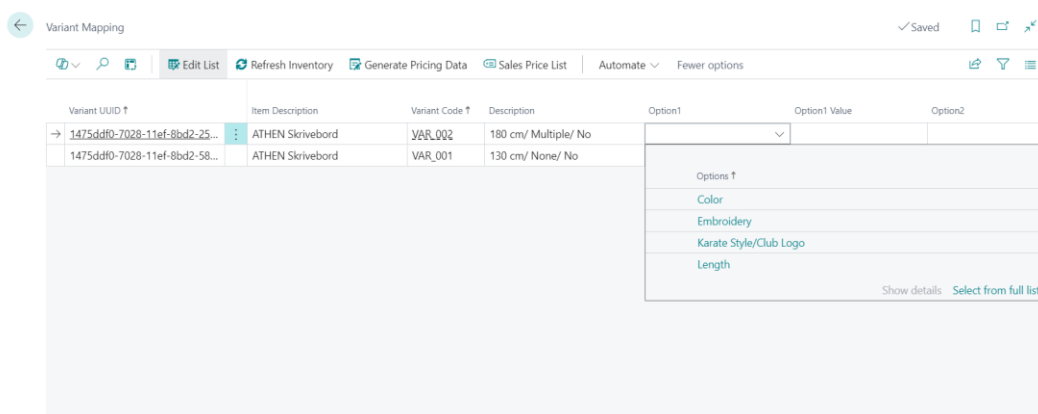 Variant Mapping
Saved
Edit List Refresh Inventory Generate Pricing Data Sales Price List Automate Fewer options
Variant UUID ↑ Item Description Variant Code ↑ Description Option1 Option1 Value Option2
→ 1475ddf0-7028-11ef-8bd2-25... ATHEN Skrivebord VAR_002 180 cm/ Multiple/ No
1475ddf0-7028-11ef-8bd2-58... ATHEN Skrivebord VAR_001 130 cm/ None/ No
Options ↑
Color
Embroidery
Karate Style/Club Logo
Length
Show details Select from full list